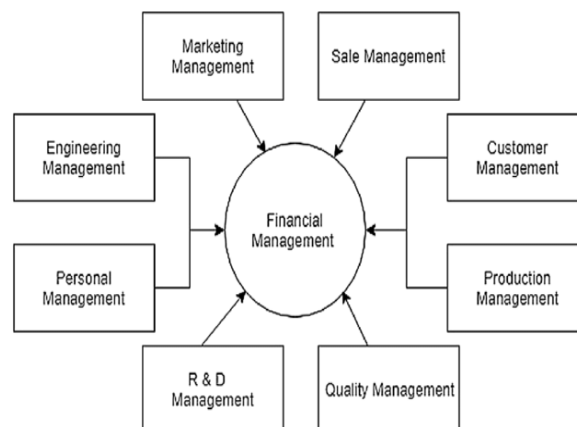 Marketing
Management
Sale Management
Engineering
Management
Customer
Management
Financial
Management
Personal
Management
Production
Management
R & D
Management
Quality Management